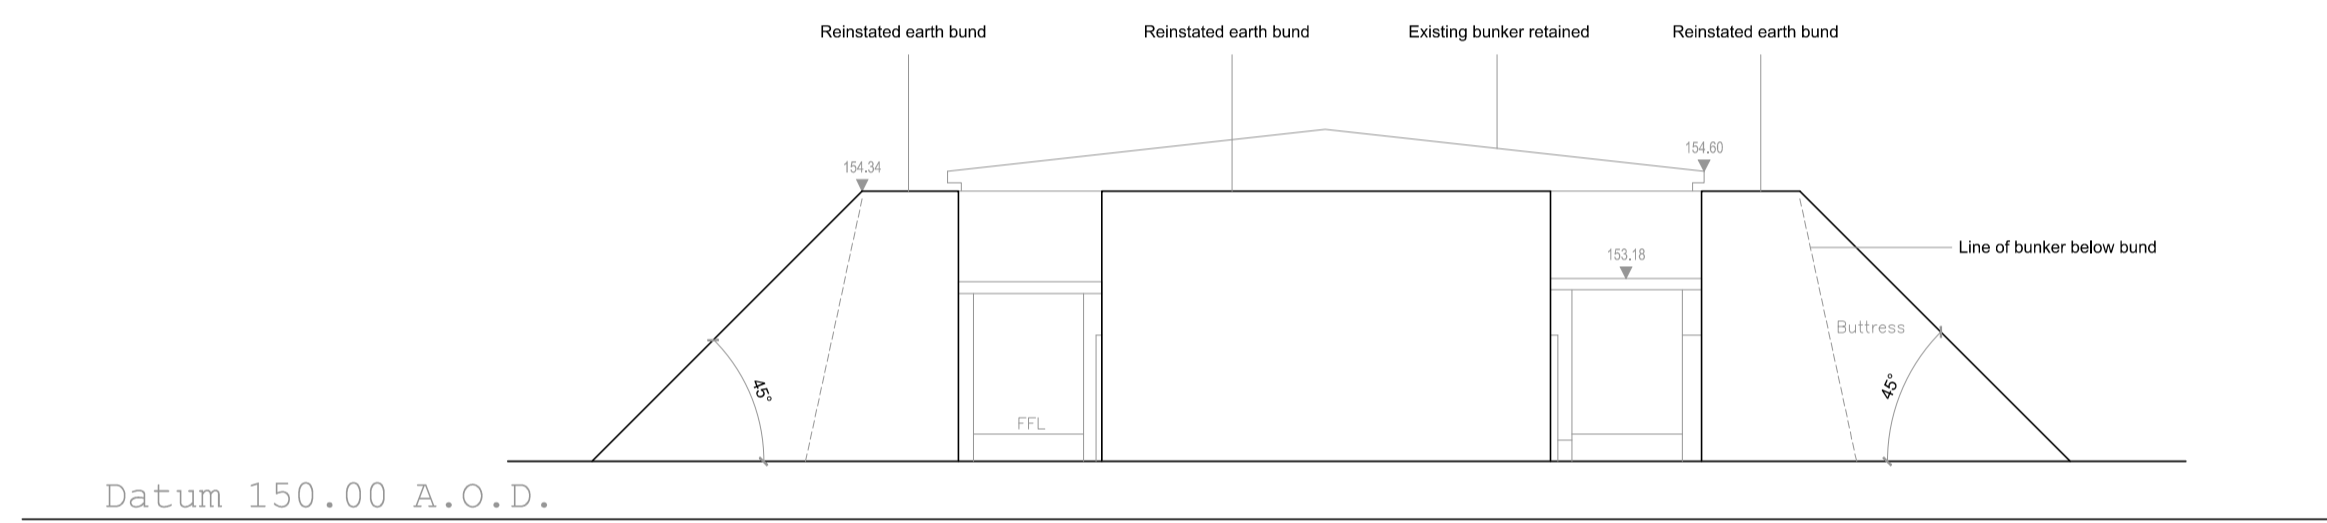 Reinstated earth bund
Reinstated earth bund
Existing bunker retained
Reinstated earth bund
154.34
154.60
153.18
Line of bunker below bund
Buttress
45°
45°
FFL
Datum 150.00 A.O.D.